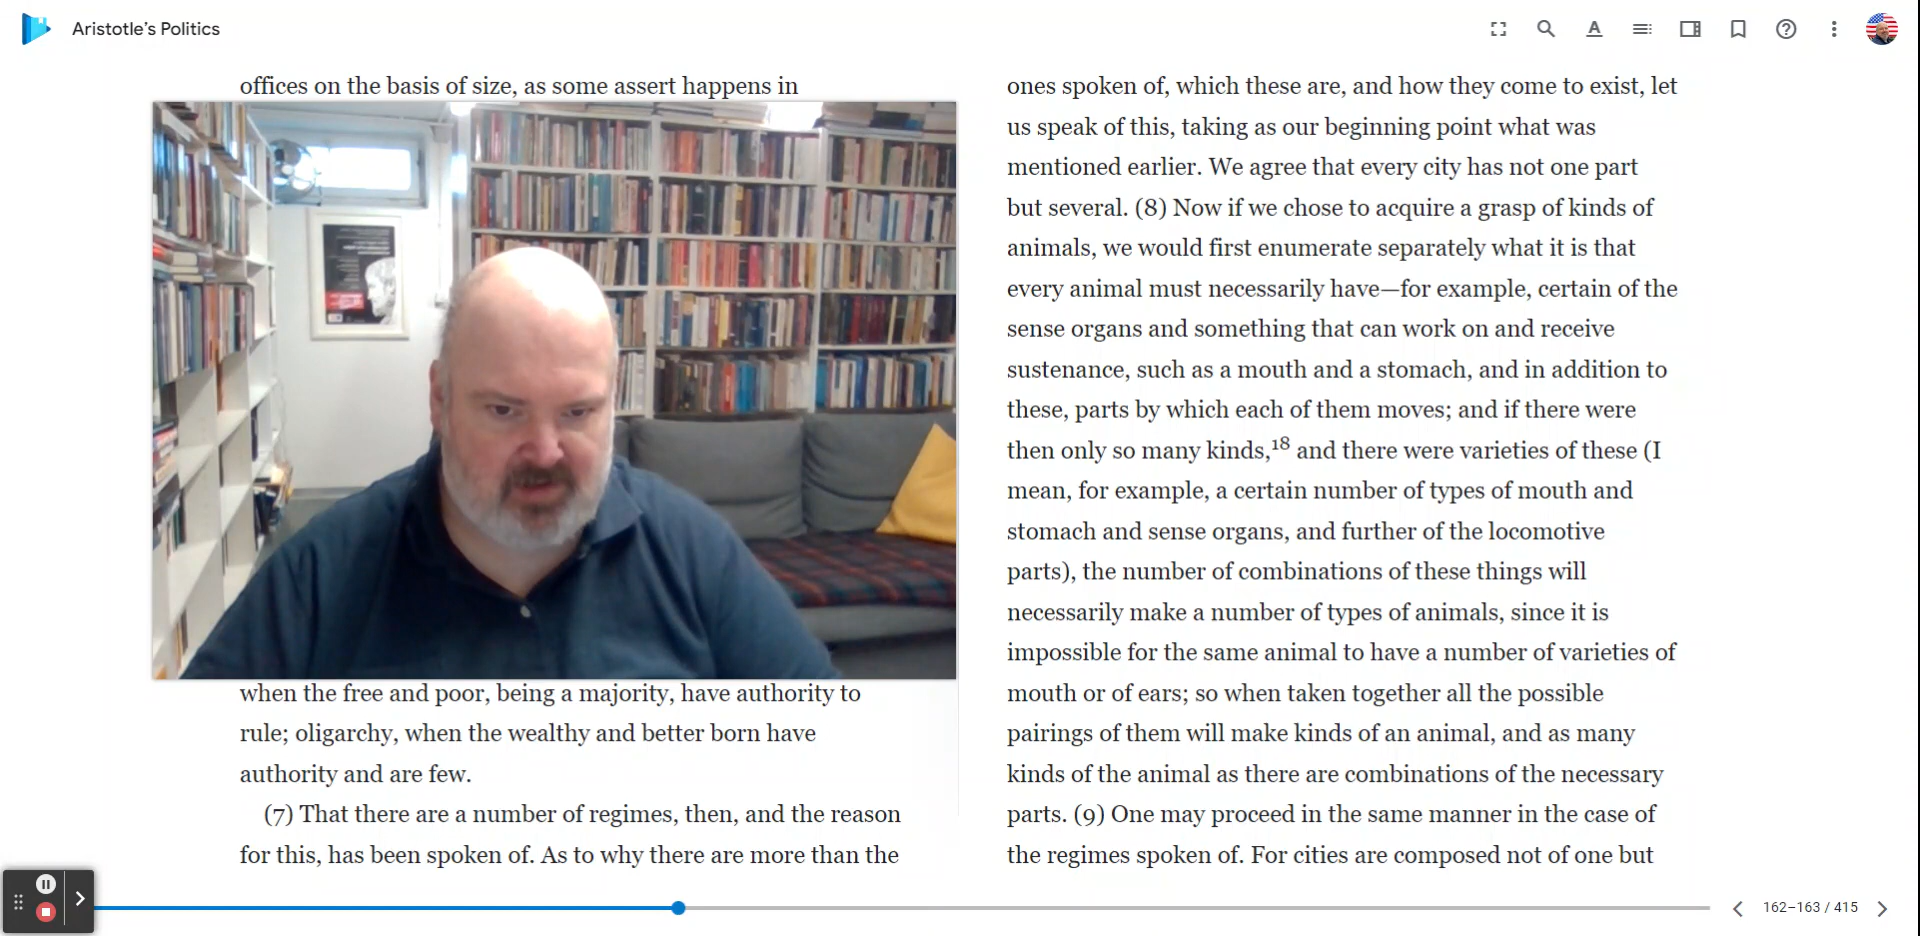 Aristotle's Politics
offices on the basis of size, as some assert happens in
when the free and poor, being a majority, have authority to
rule; oligarchy, when the wealthy and better born have
authority and are few.
(7) That there are a number of regimes, then, and the reason
for this, has been spoken of. As to why there are more than the
ones spoken of, which these are, and how they come to exist, let
us speak of this, taking as our beginning point what was
mentioned earlier. We agree that every city has not one part
but several. (8) Now if we chose to acquire a grasp of kinds of
animals, we would first enumerate separately what it is that
every animal must necessarily have—for example, certain of the
sense organs and something that can work on and receive
sustenance, such as a mouth and a stomach, and in addition to
these, parts by which each of them moves; and if there were
then only so many kinds,¹⁸ and there were varieties of these (I
mean, for example, a certain number of types of mouth and
stomach and sense organs, and further of the locomotive
parts), the number of combinations of these things will
necessarily make a number of types of animals, since it is
impossible for the same animal to have a number of varieties of
mouth or of ears; so when taken together all the possible
pairings of them will make kinds of an animal, and as many
kinds of the animal as there are combinations of the necessary
parts. (9) One may proceed in the same manner in the case of
the regimes spoken of. For cities are composed not of one but
162–163 / 415